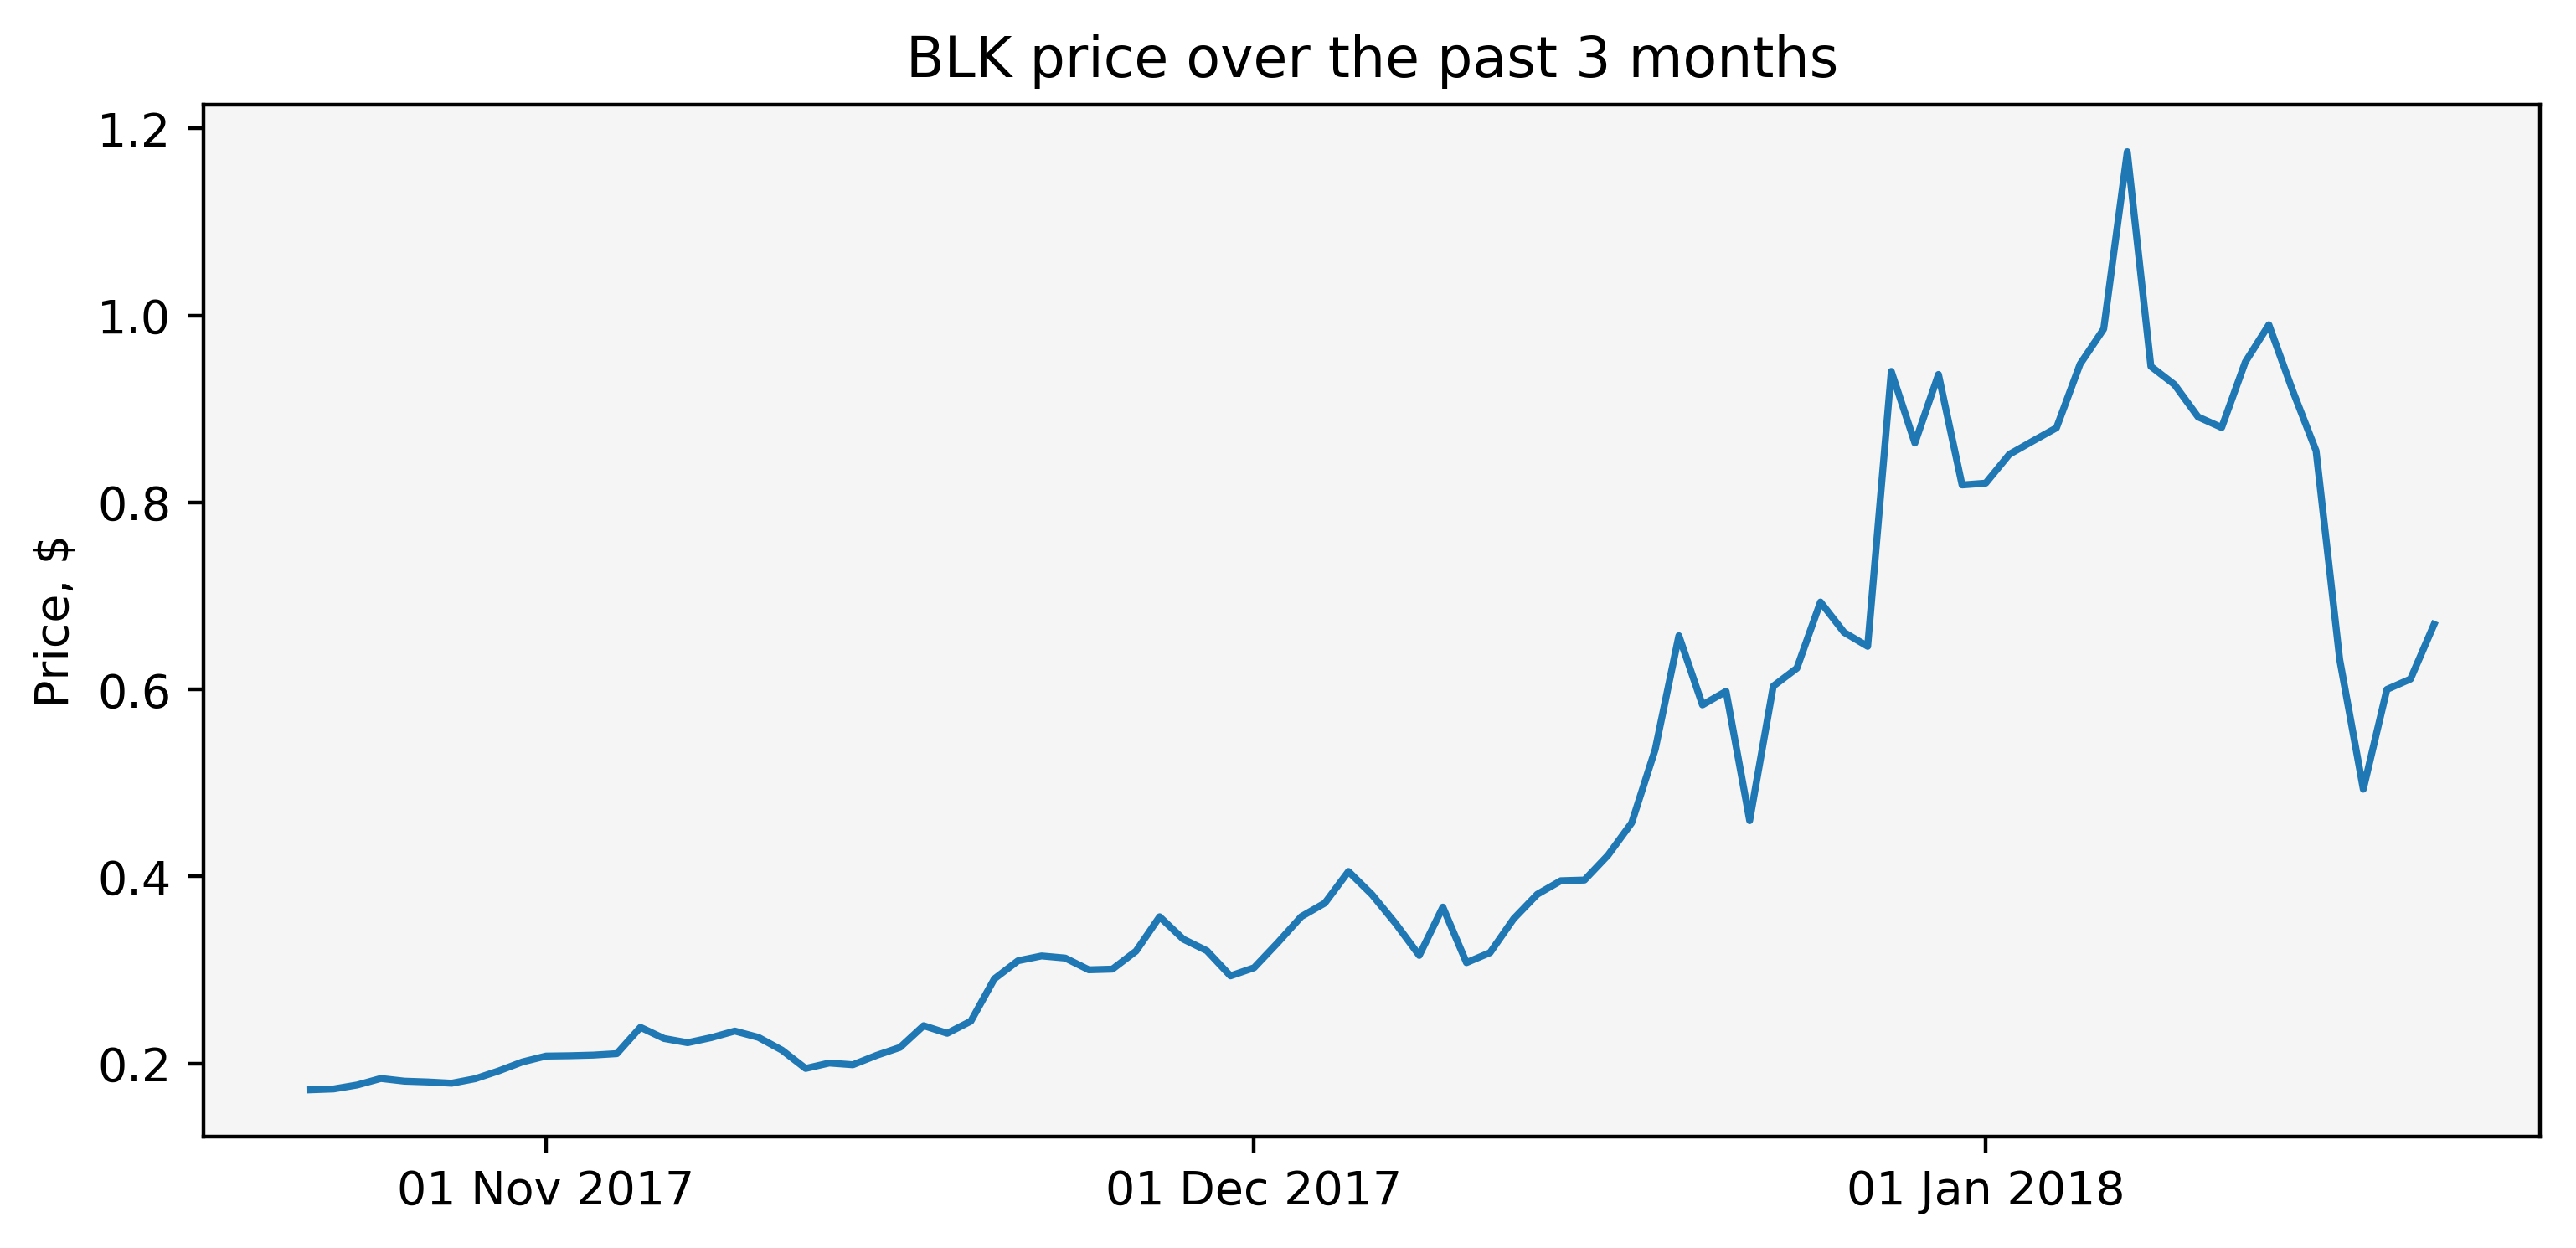 BLK price over the past 3 months
1.2
1.0
0.8
0.6
0.4
0.2
Price, $
01 Nov 2017
01 Dec 2017
01 Jan 2018